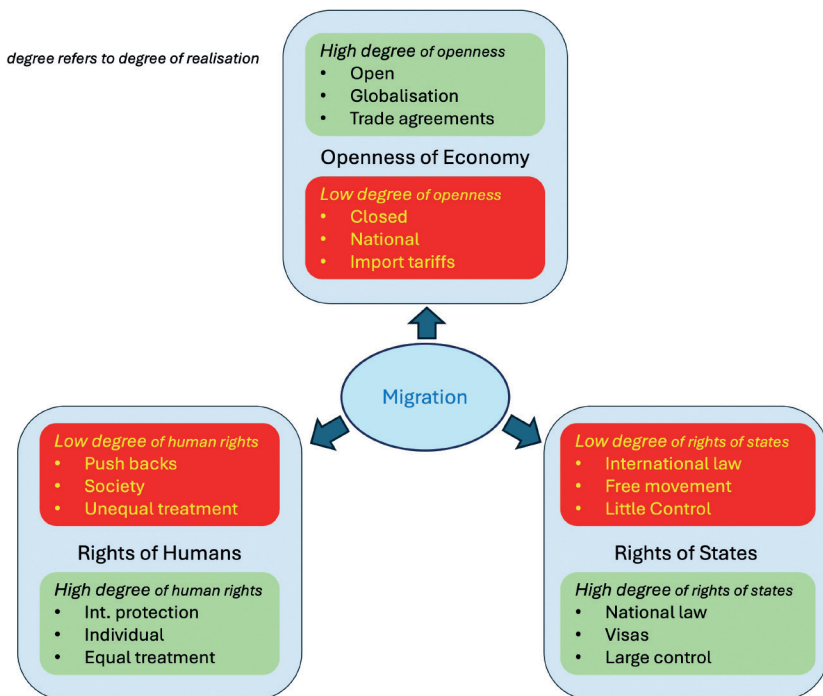 degree refers to degree of realisation
High degree of openness
• Open
• Globalisation
• Trade agreements
Openness of Economy
Low degree of openness
• Closed
• National
• Import tariffs
Migration
Low degree of human rights
• Push backs
• Society
• Unequal treatment
Rights of Humans
High degree of human rights
• Int. protection
• Individual
• Equal treatment
Low degree of rights of states
• International law
• Free movement
• Little Control
Rights of States
High degree of rights of states
• National law
• Visas
• Large control